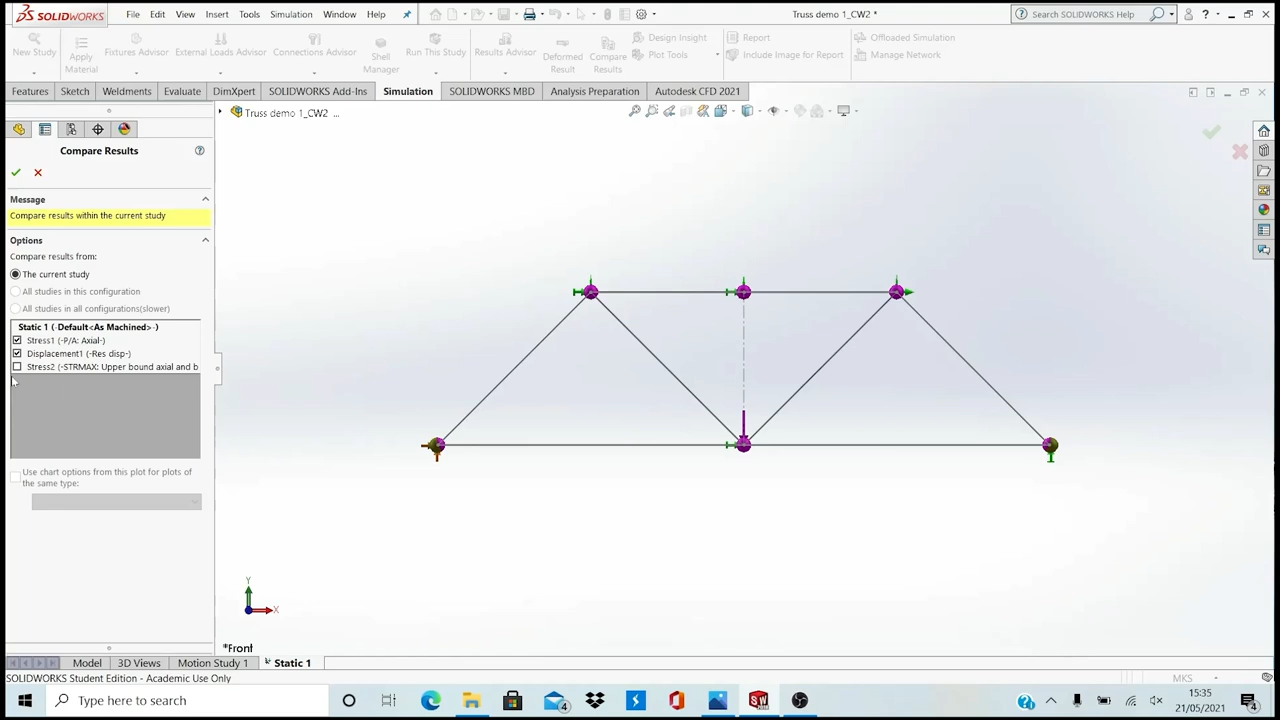 SOLIDWORKS
File
Edit
View
Insert
Tools
Simulation
Window
Help
Truss demo 1_CW2 *
Search SOLIDWORKS Help
?
New Study
Apply
Material
Fixtures Advisor
External Loads Advisor
Connections Advisor
Shell
Manager
Run This Study
Results Advisor
Deformed
Result
Compare
Results
Design Insight
Plot Tools
Report
Include Image for Report
Offloaded Simulation
Manage Network
Features
Sketch
Weldments
Evaluate
DimXpert
SOLIDWORKS Add-Ins
Simulation
SOLIDWORKS MBD
Analysis Preparation
Autodesk CFD 2021
Truss demo 1_CW2 ...
Compare Results
Message
Compare results within the current study
Options
Compare results from:
The current study
All studies in this configuration
All studies in all configurations(slower)
Static 1 (-Default<As Machined>-)
Stress1 (-P/A: Axial-)
Displacement1 (-Res disp-)
Stress2 (-STRMAX: Upper bound axial and b
Use chart options from this plot for plots of
the same type:
Y
X
*Front
Model
3D Views
Motion Study 1
Static 1
SOLIDWORKS Student Edition - Academic Use Only
MKS
Type here to search
4
SW
15:35
21/05/2021
4